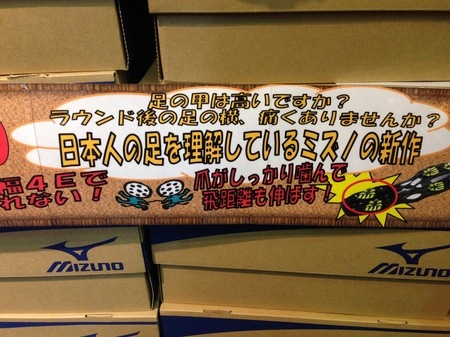 足の甲は高いですか？
ラウンド後の足の横、痛くありませんか？
日本人の足を理解しているミズノの新作
幅4Eで
れない！
爪がしっかり噛んで
飛距離も伸ばす！
MIZUNO
MIZUNO